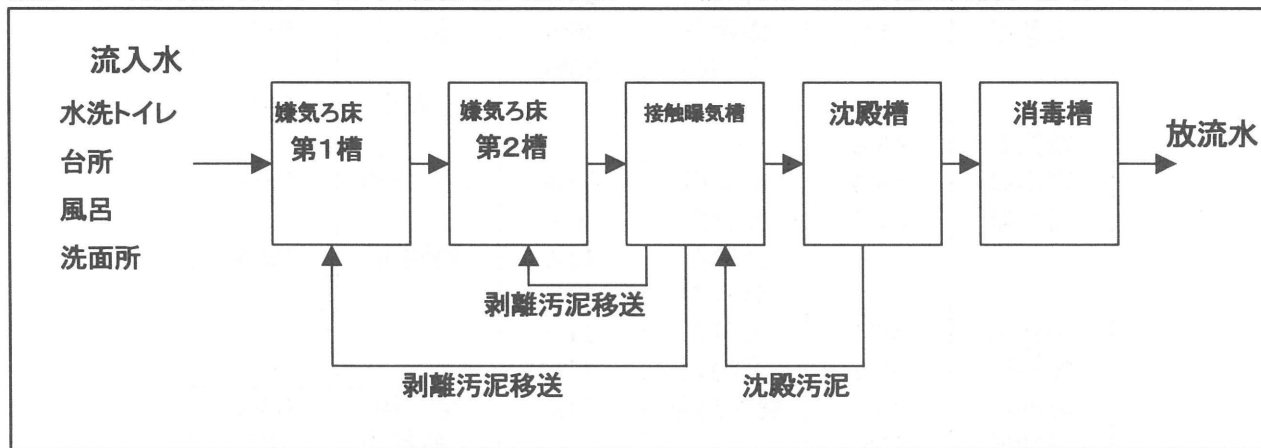 流入水
水洗トイレ
台所
風呂
洗面所
嫌気ろ床
第1槽
嫌気ろ床
第2槽
接触曝気槽
沈殿槽
消毒槽
放流水
剥離汚泥移送
剥離汚泥移送
沈殿汚泥